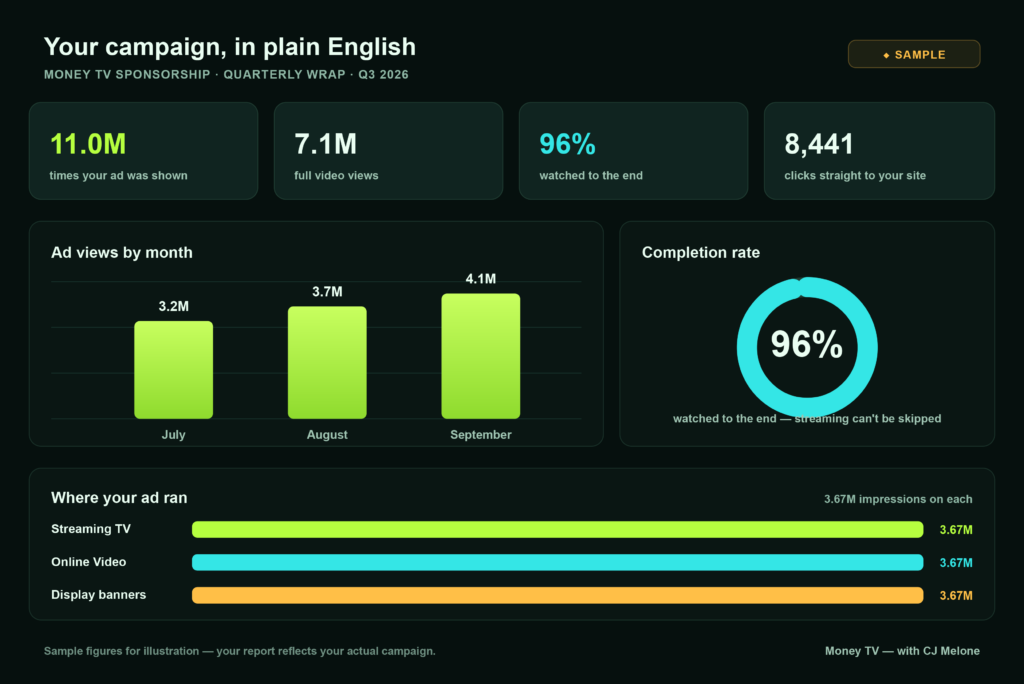 Your campaign, in plain English
MONEY TV SPONSORSHIP · QUARTERLY WRAP · Q3 2026
◆ SAMPLE
11.0M
times your ad was shown
7.1M
full video views
96%
watched to the end
8,441
clicks straight to your site
Ad views by month
3.2M
3.7M
4.1M
July
August
September
Completion rate
96%
watched to the end — streaming can't be skipped
Where your ad ran
3.67M impressions on each
Streaming TV
3.67M
Online Video
3.67M
Display banners
3.67M
Sample figures for illustration — your report reflects your actual campaign.
Money TV — with CJ Melone